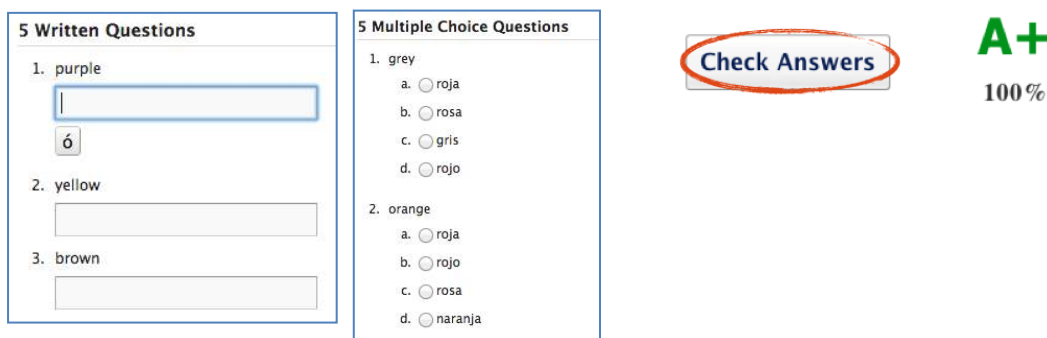 5 Written Questions
1. purple
ó
2. yellow
3. brown
5 Multiple Choice Questions
1. grey
a. roja
b. rosa
c. gris
d. rojo
2. orange
a. roja
b. rojo
c. rosa
d. naranja
Check Answers
A+
100%